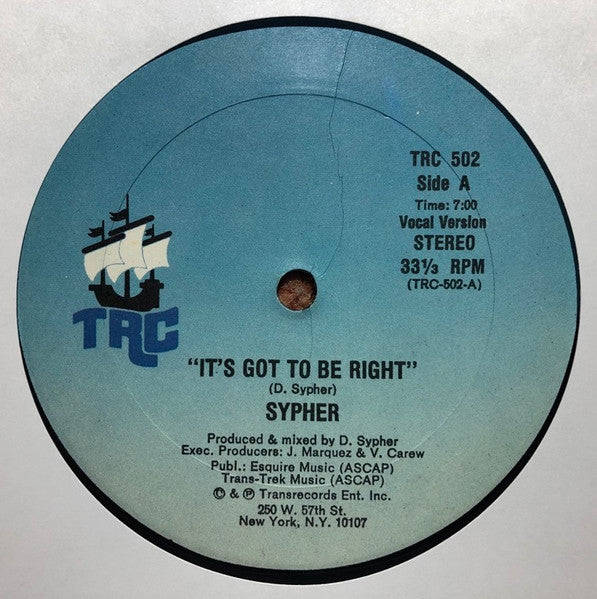 TRC 502
Side A
Time: 7:00
Vocal Version
STEREO
33⅓ RPM
(TRC-502-A)
TRC
"IT'S GOT TO BE RIGHT"
(D. Sypher)
SYPHER
Produced & mixed by D. Sypher
Exec. Producers: J. Marquez & V. Carew
Publ.: Esquire Music (ASCAP)
Trans-Trek Music (ASCAP)
© & ℗ Transrecords Ent. Inc.
250 W. 57th St.
New York, N.Y. 10107